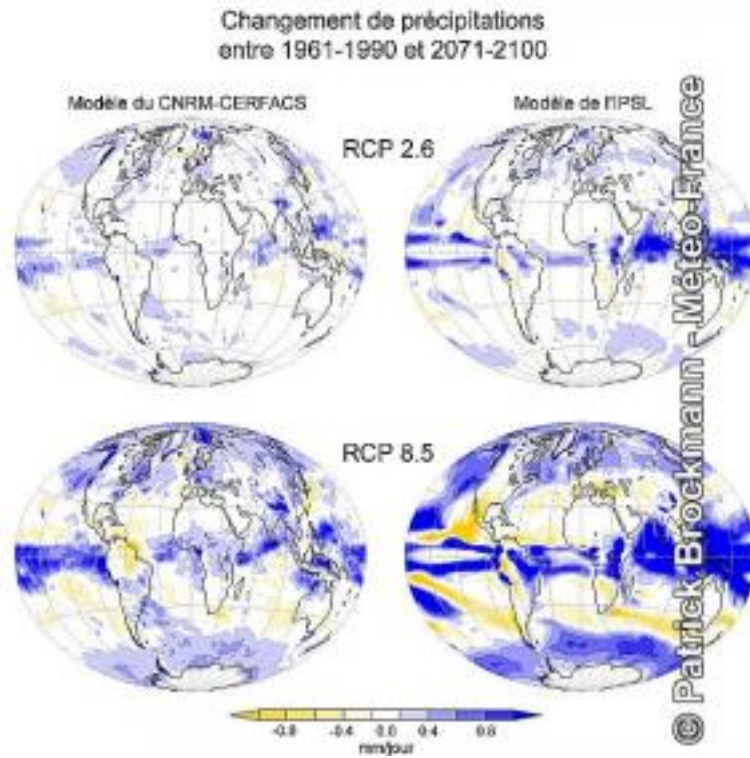 Changement de précipitations
entre 1961-1990 et 2071-2100
Modèle du CNRM-CERFACS
Modèle de l'IPSL
RCP 2.6
RCP 8.5
-0.8 -0.4 0.0 0.4 0.8
mm/jour
© Patrick Brockmann - Météo-France